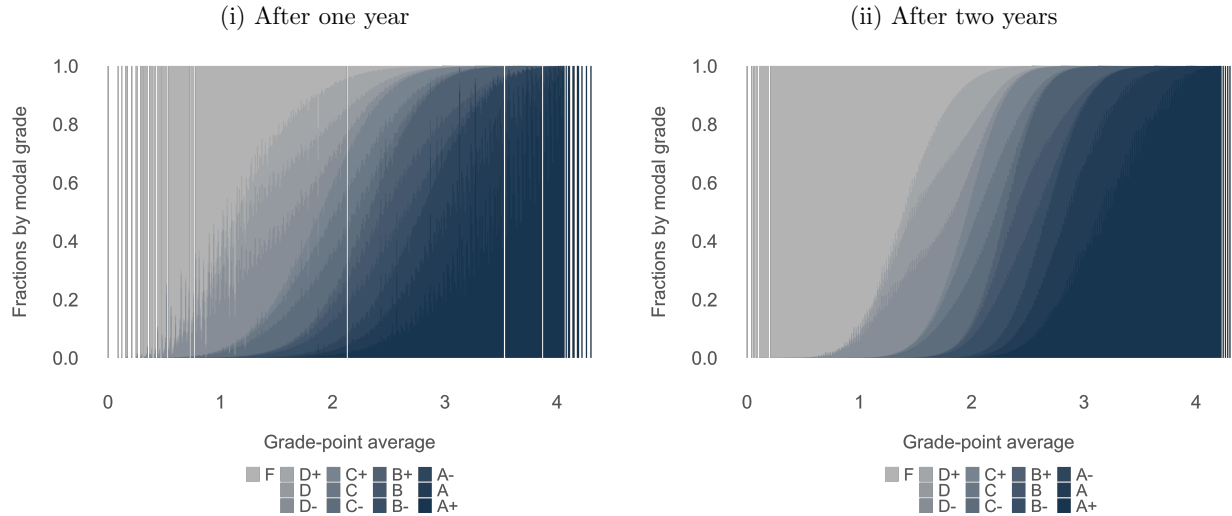 (i) After one year
Fractions by modal grade
1.0
0.8
0.6
0.4
0.2
0.0
0 1 2 3 4
Grade-point average
F D+ C+ B+ A-
D C B A
D- C- B- A+
(ii) After two years
Fractions by modal grade
1.0
0.8
0.6
0.4
0.2
0.0
0 1 2 3 4
Grade-point average
F D+ C+ B+ A-
D C B A
D- C- B- A+